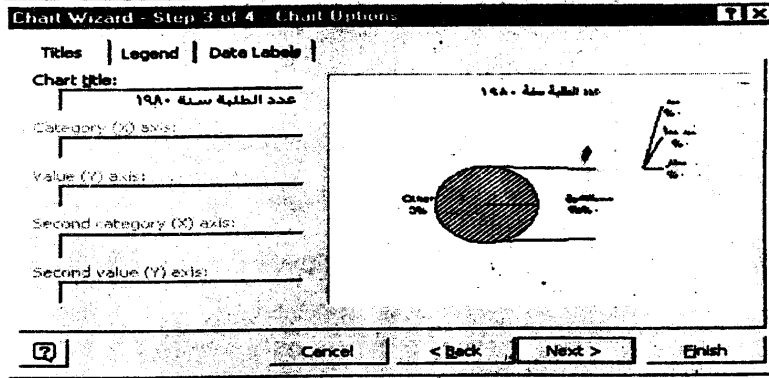 Chart Wizard - Step 3 of 4 - Chart Options
Titles Legend Data Labels
Chart title:
عدد الطلبة سنة ١٩٨٠
Category (X) axis:
Value (Y) axis:
Second category (X) axis:
Second value (Y) axis:
عدد الطلبة سنة ١٩٨٠
Other
Cancel < Back Next > Finish